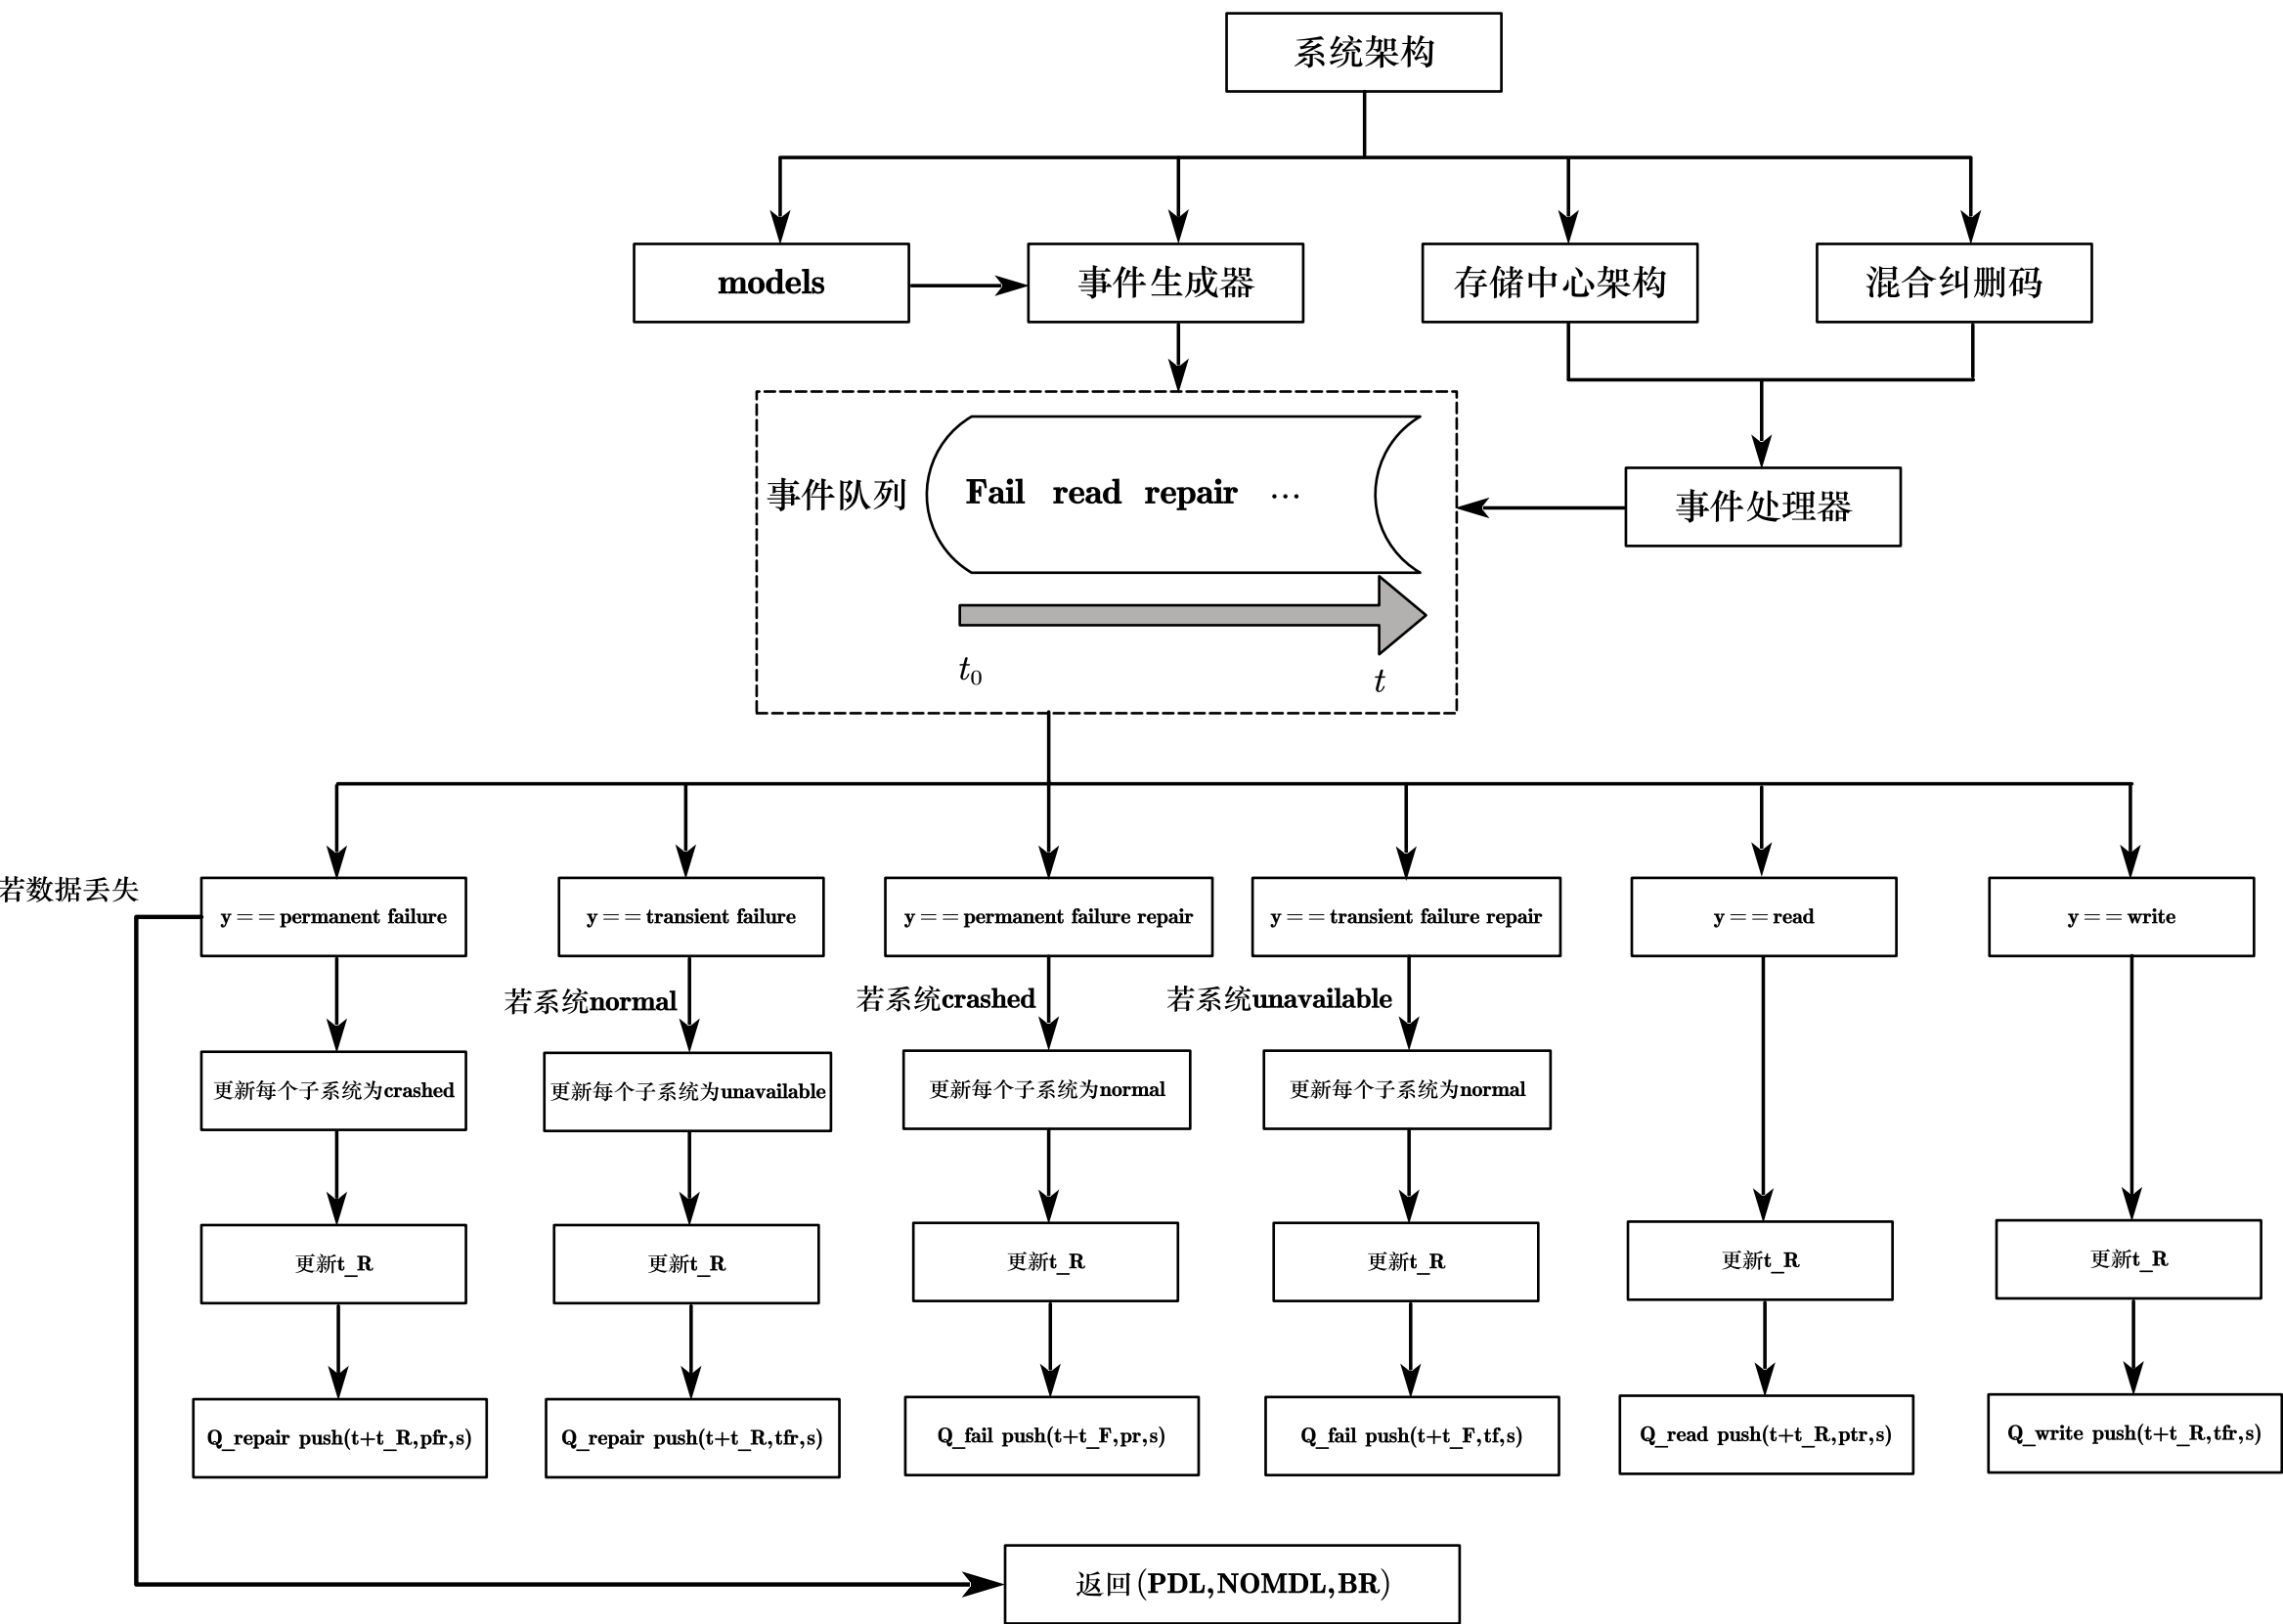 系统架构
models
事件生成器
存储中心架构
混合纠删码
事件队列
Fail read repair ⋯
事件处理器
t₀
t
若数据丢失
y==permanent failure
y==transient failure
y==permanent failure repair
y==transient failure repair
y==read
y==write
若系统normal
若系统crashed
若系统unavailable
更新每个子系统为crashed
更新每个子系统为unavailable
更新每个子系统为normal
更新每个子系统为normal
更新t_R
更新t_R
更新t_R
更新t_R
更新t_R
更新t_R
Q_repair push(t+t_R,pfr,s)
Q_repair push(t+t_R,tfr,s)
Q_fail push(t+t_F,pr,s)
Q_fail push(t+t_F,tf,s)
Q_read push(t+t_R,ptr,s)
Q_write push(t+t_R,tfr,s)
返回(PDL,NOMDL,BR)